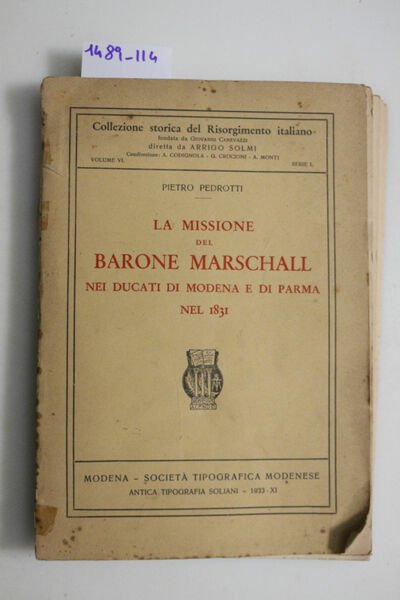 1489-114
Collezione storica del Risorgimento italiano
fondata da GIOVANNI CANEVAZZI
diretta da ARRIGO SOLMI
Coadiutori: A. CODIGNOLA - G. CROCIONI - A. MONTI
VOLUME VI. SERIE I.
PIETRO PEDROTTI
LA MISSIONE
DEL
BARONE MARSCHALL
NEI DUCATI DI MODENA E DI PARMA
NEL 1831
MODENA - SOCIETÀ TIPOGRAFICA MODENESE
ANTICA TIPOGRAFIA SOLIANI - 1933-XI